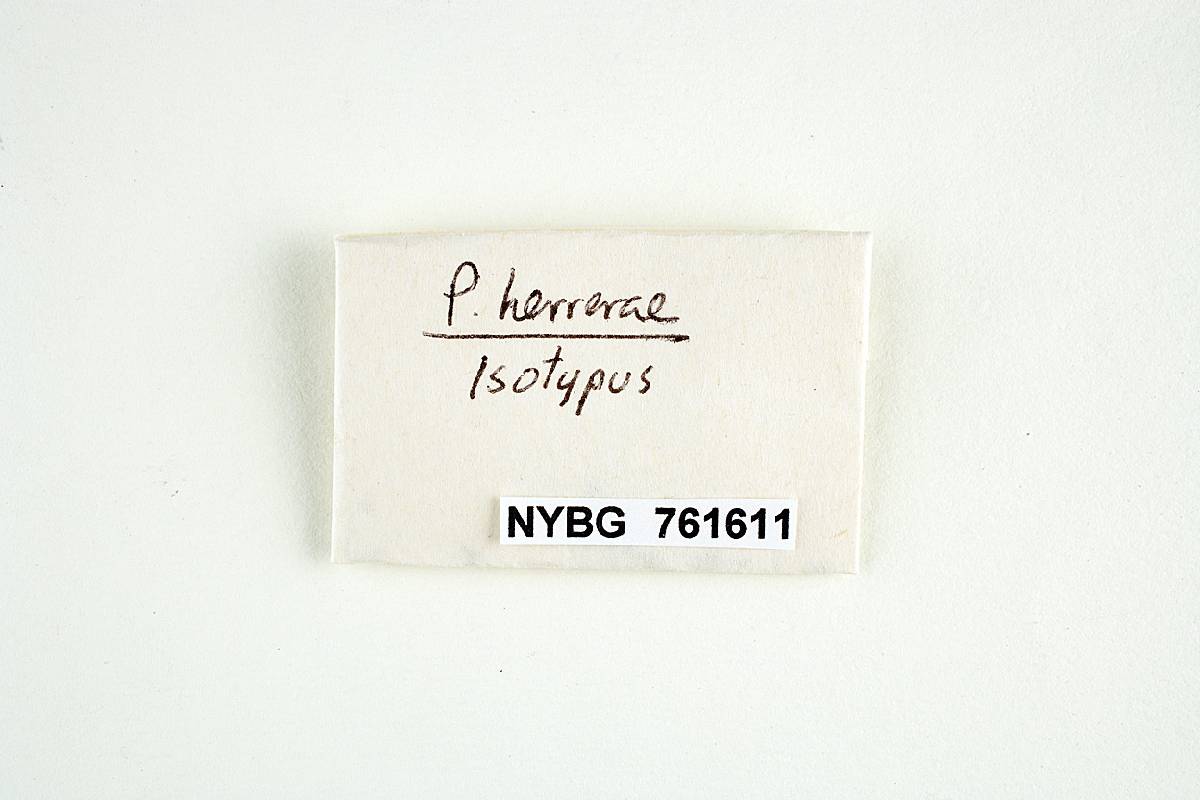 P. herrerae
Isotypus
NYBG 761611